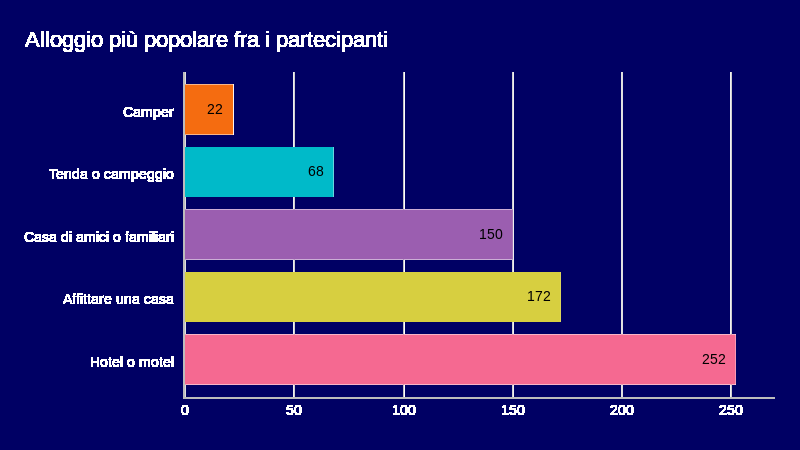 Alloggio più popolare fra i partecipanti
Camper
22
Tenda o campeggio
68
Casa di amici o familiari
150
Affittare una casa
172
Hotel o motel
252
0
50
100
150
200
250